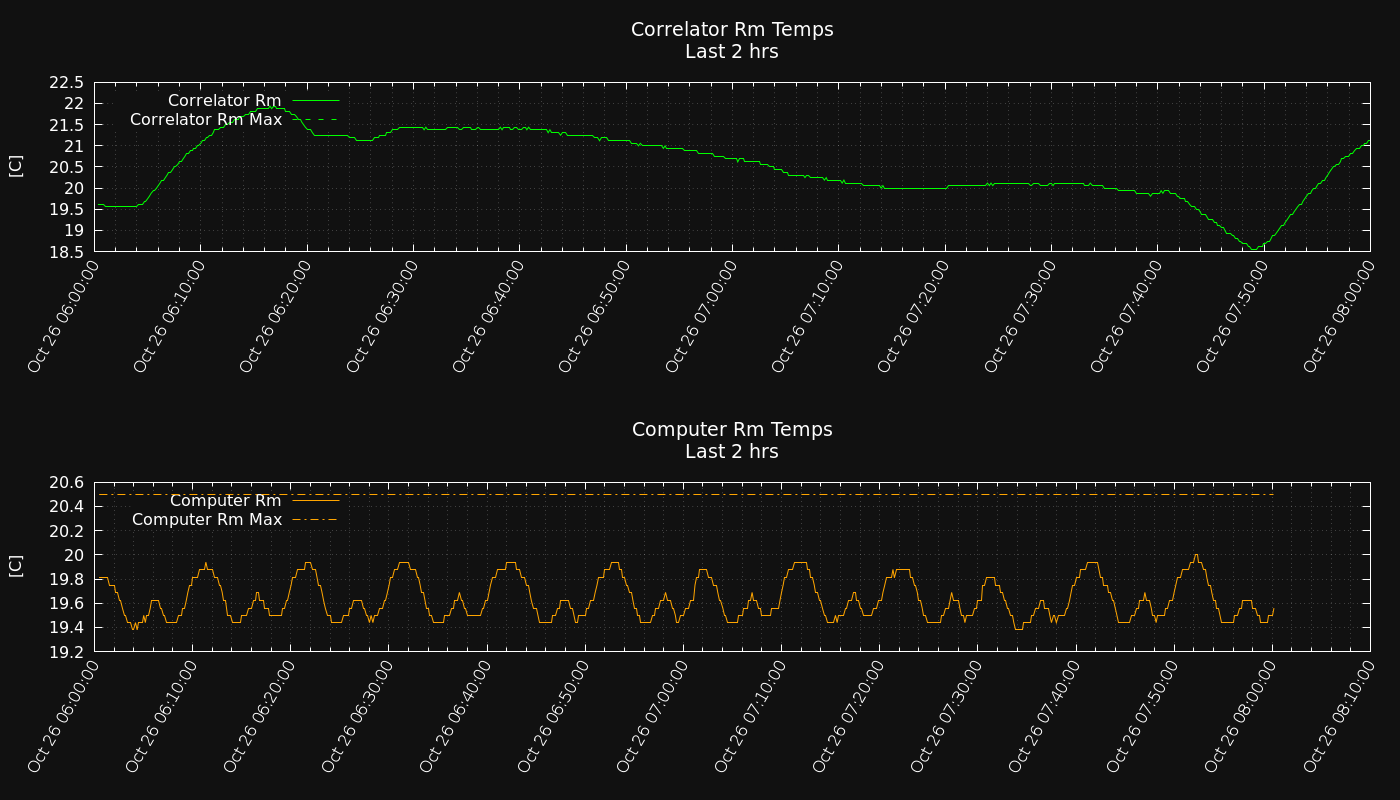 Correlator Rm Temps
Last 2 hrs
[C]
22.5
22
21.5
21
20.5
20
19.5
19
18.5
Correlator Rm
Correlator Rm Max
Oct 26 06:00:00
Oct 26 06:10:00
Oct 26 06:20:00
Oct 26 06:30:00
Oct 26 06:40:00
Oct 26 06:50:00
Oct 26 07:00:00
Oct 26 07:10:00
Oct 26 07:20:00
Oct 26 07:30:00
Oct 26 07:40:00
Oct 26 07:50:00
Oct 26 08:00:00
Computer Rm Temps
Last 2 hrs
[C]
20.6
20.4
20.2
20
19.8
19.6
19.4
19.2
Computer Rm
Computer Rm Max
Oct 26 06:00:00
Oct 26 06:10:00
Oct 26 06:20:00
Oct 26 06:30:00
Oct 26 06:40:00
Oct 26 06:50:00
Oct 26 07:00:00
Oct 26 07:10:00
Oct 26 07:20:00
Oct 26 07:30:00
Oct 26 07:40:00
Oct 26 07:50:00
Oct 26 08:00:00
Oct 26 08:10:00